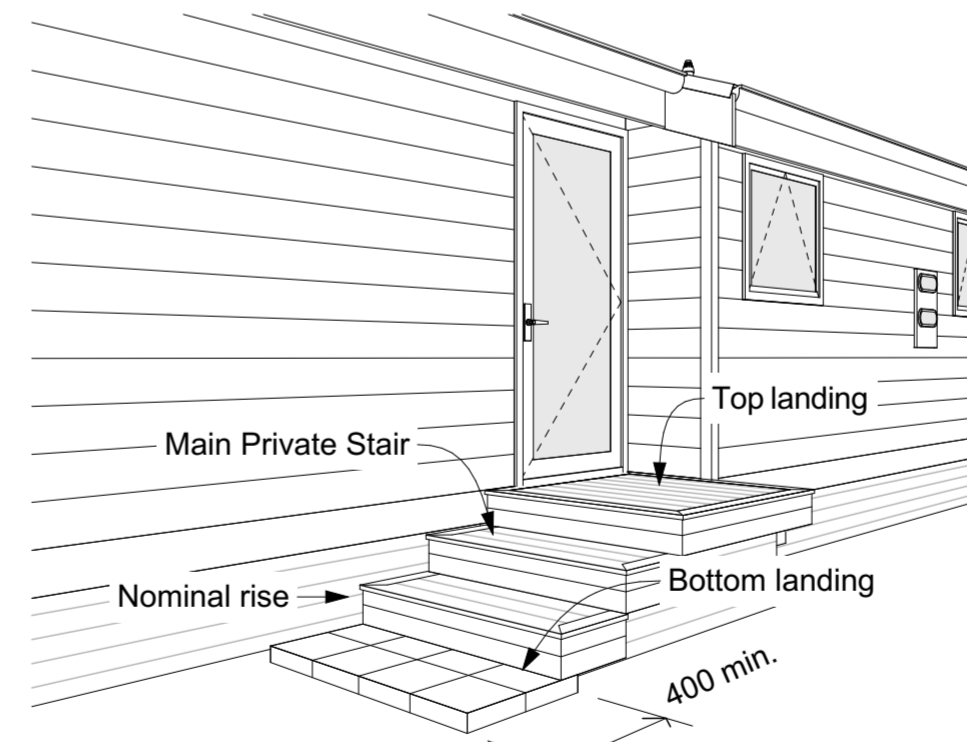 Top landing
Main Private Stair
Bottom landing
Nominal rise
400 min.